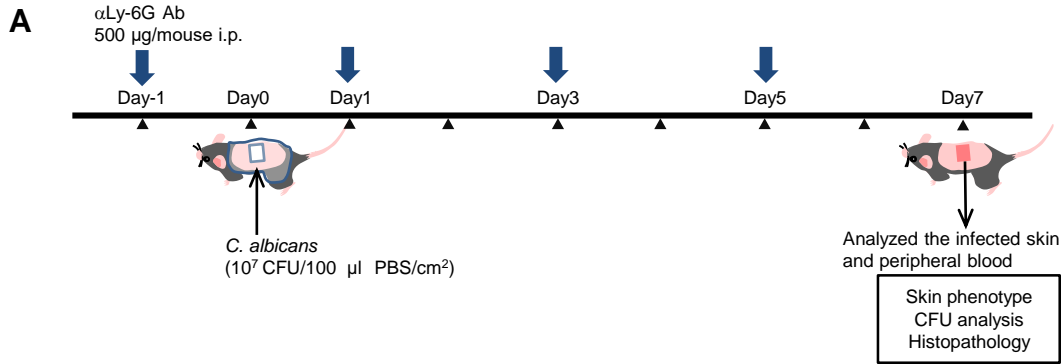 A
αLy-6G Ab
500 µg/mouse i.p.
Day-1 Day0 Day1 Day3 Day5 Day7
C. albicans
(10⁷ CFU/100 µl PBS/cm²)
Analyzed the infected skin
and peripheral blood
Skin phenotype
CFU analysis
Histopathology